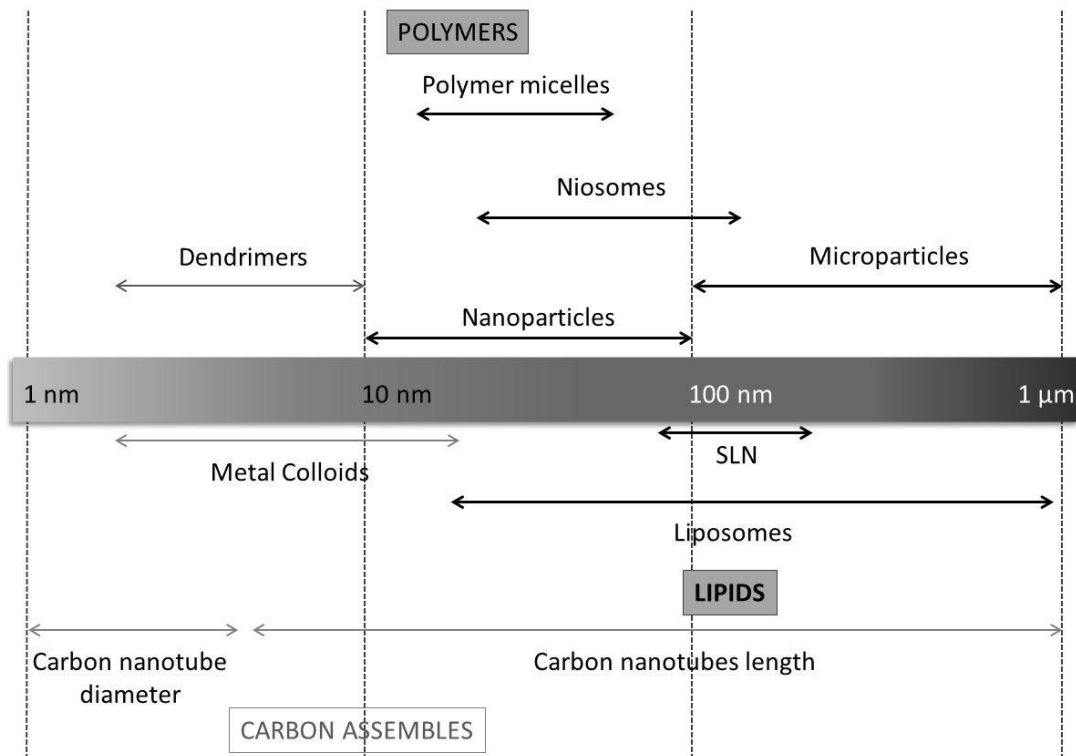 POLYMERS
Polymer micelles
Niosomes
Dendrimers
Microparticles
Nanoparticles
1 nm
10 nm
100 nm
1 μm
SLN
Metal Colloids
Liposomes
LIPIDS
Carbon nanotube
diameter
Carbon nanotubes length
CARBON ASSEMBLES